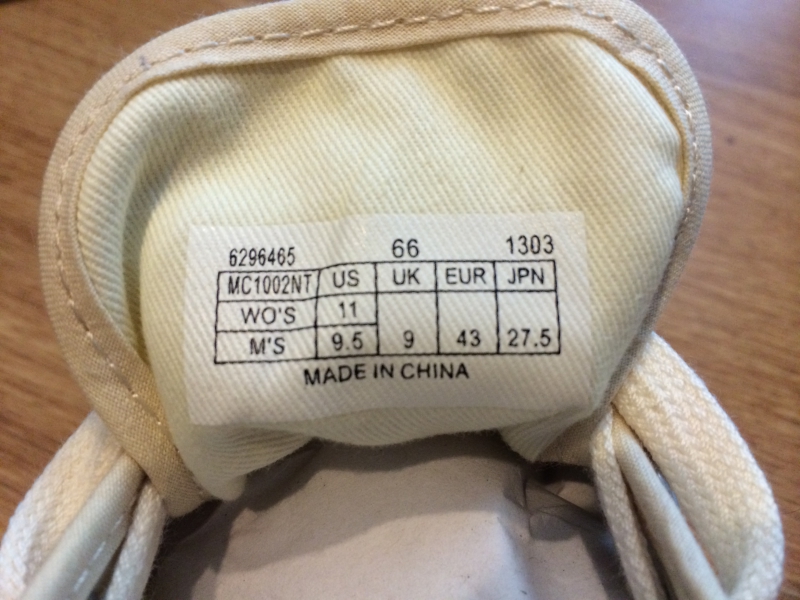 6296465 66 1303
MC1002NT US UK EUR JPN
WO'S 11
M'S 9.5 9 43 27.5
MADE IN CHINA